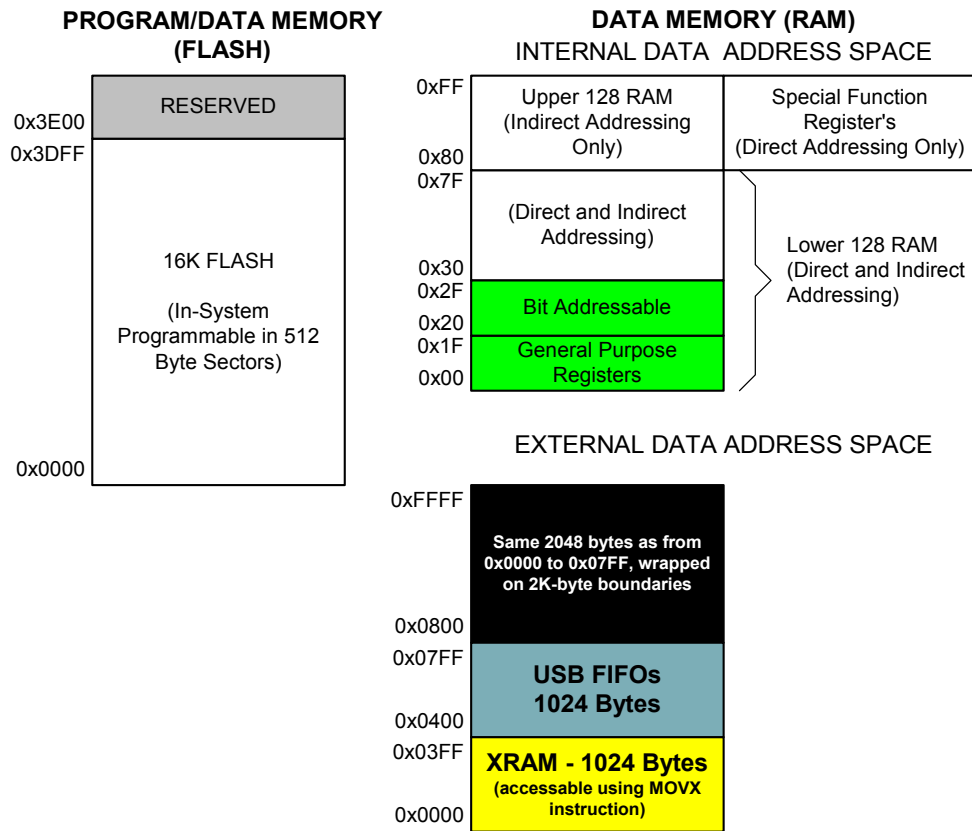 PROGRAM/DATA MEMORY
(FLASH)
RESERVED
0x3E00
0x3DFF
16K FLASH
(In-System
Programmable in 512
Byte Sectors)
0x0000
DATA MEMORY (RAM)
INTERNAL DATA ADDRESS SPACE
0xFF
Upper 128 RAM
(Indirect Addressing
Only)
Special Function
Register's
(Direct Addressing Only)
0x80
0x7F
(Direct and Indirect
Addressing)
0x30
Lower 128 RAM
(Direct and Indirect
Addressing)
0x2F
Bit Addressable
0x20
0x1F
General Purpose
Registers
0x00
EXTERNAL DATA ADDRESS SPACE
0xFFFF
Same 2048 bytes as from
0x0000 to 0x07FF, wrapped
on 2K-byte boundaries
0x0800
0x07FF
USB FIFOs
1024 Bytes
0x0400
0x03FF
XRAM - 1024 Bytes
(accessable using MOVX
instruction)
0x0000